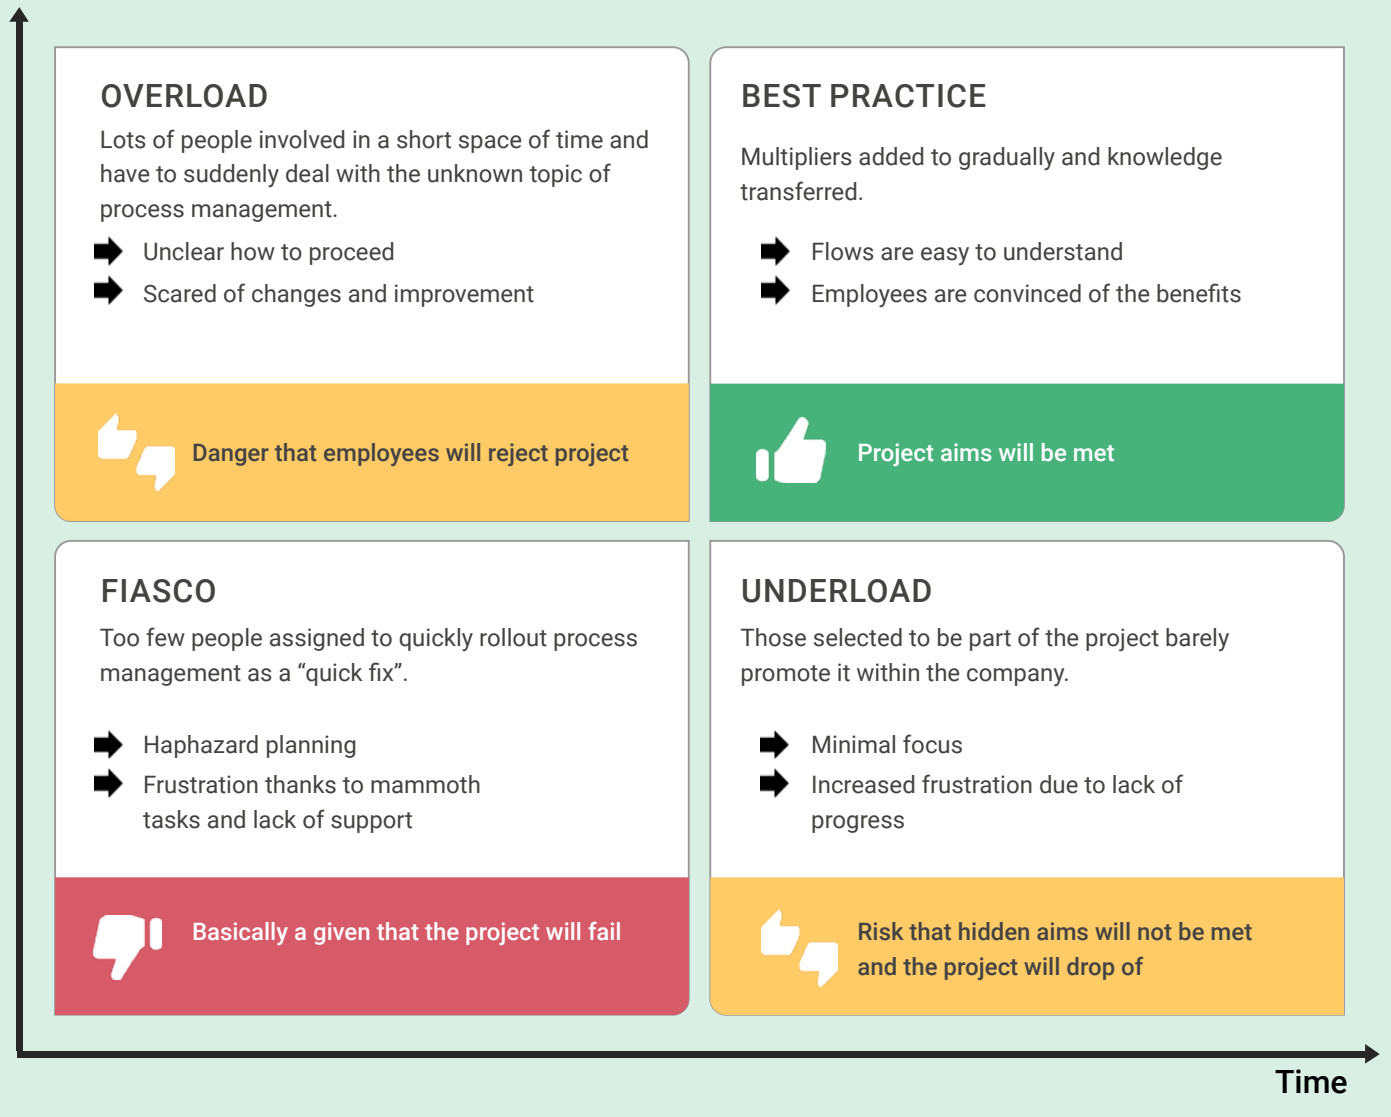 OVERLOAD
Lots of people involved in a short space of time and
have to suddenly deal with the unknown topic of
process management.
Unclear how to proceed
Scared of changes and improvement
Danger that employees will reject project
BEST PRACTICE
Multipliers added to gradually and knowledge
transferred.
Flows are easy to understand
Employees are convinced of the benefits
Project aims will be met
FIASCO
Too few people assigned to quickly rollout process
management as a “quick fix”.
Haphazard planning
Frustration thanks to mammoth
tasks and lack of support
Basically a given that the project will fail
UNDERLOAD
Those selected to be part of the project barely
promote it within the company.
Minimal focus
Increased frustration due to lack of
progress
Risk that hidden aims will not be met
and the project will drop of
Time